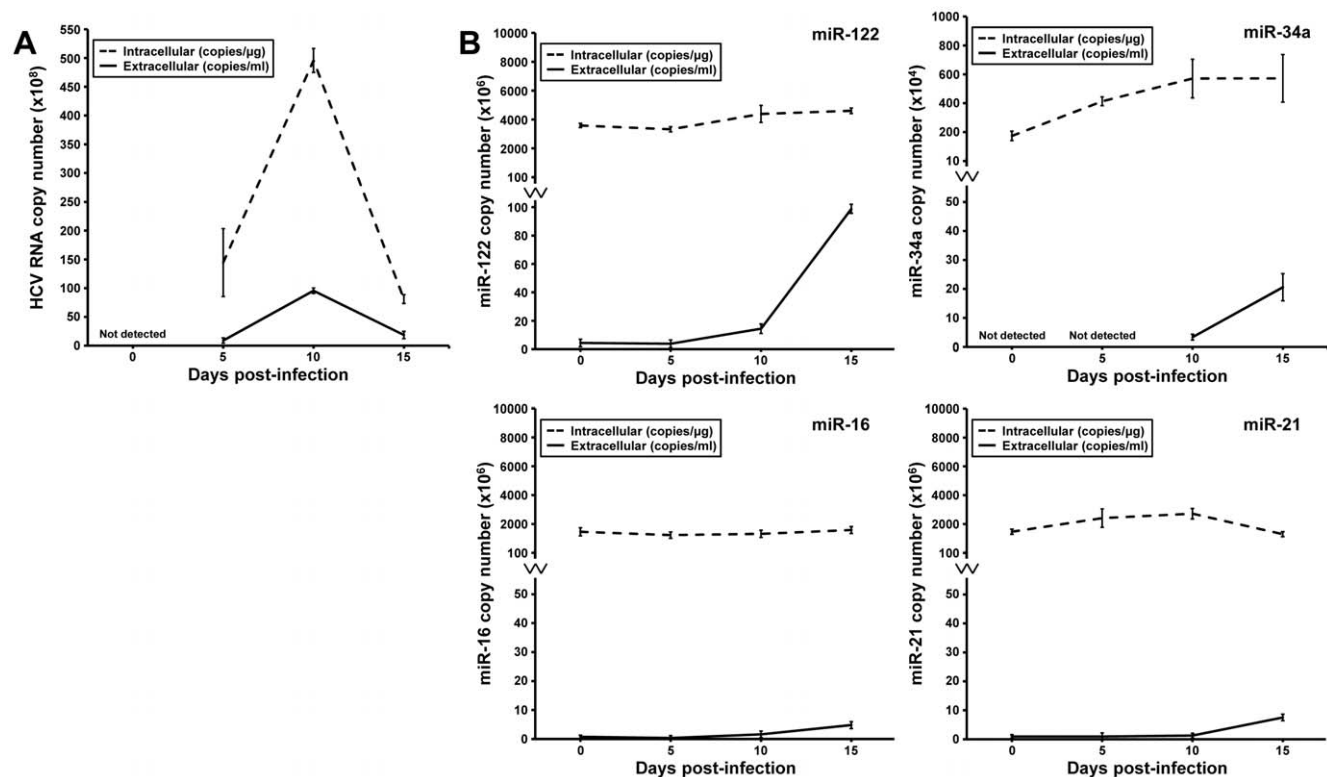 A
HCV RNA copy number (x10⁸)
550
500
450
400
350
300
250
200
150
100
50
0
Intracellular (copies/µg)
Extracellular (copies/ml)
Not detected
0 5 10 15
Days post-infection
B
miR-122
miR-122 copy number (x10⁶)
10000
8000
6000
4000
2000
100
100
80
60
40
20
0
Intracellular (copies/µg)
Extracellular (copies/ml)
0 5 10 15
Days post-infection
miR-34a
miR-34a copy number (x10⁴)
1000
800
600
400
200
10
50
40
30
20
10
0
Intracellular (copies/µg)
Extracellular (copies/ml)
Not detected
Not detected
0 5 10 15
Days post-infection
miR-16
miR-16 copy number (x10⁶)
10000
8000
6000
4000
2000
100
50
40
30
20
10
0
Intracellular (copies/µg)
Extracellular (copies/ml)
0 5 10 15
Days post-infection
miR-21
miR-21 copy number (x10⁶)
10000
8000
6000
4000
2000
100
50
40
30
20
10
0
Intracellular (copies/µg)
Extracellular (copies/ml)
0 5 10 15
Days post-infection